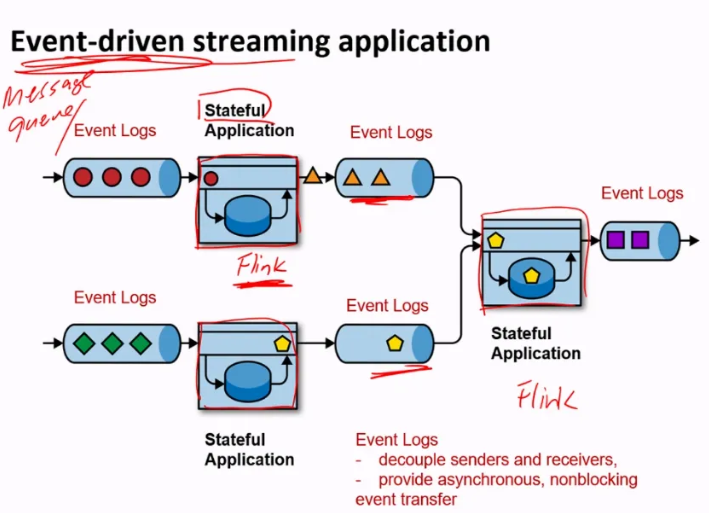 Event-driven streaming application
Message
queue
Event Logs
Stateful
Application
Event Logs
Event Logs
Flink
Event Logs
Event Logs
Stateful
Application
Flink
Stateful
Application
Event Logs
- decouple senders and receivers,
- provide asynchronous, nonblocking
event transfer